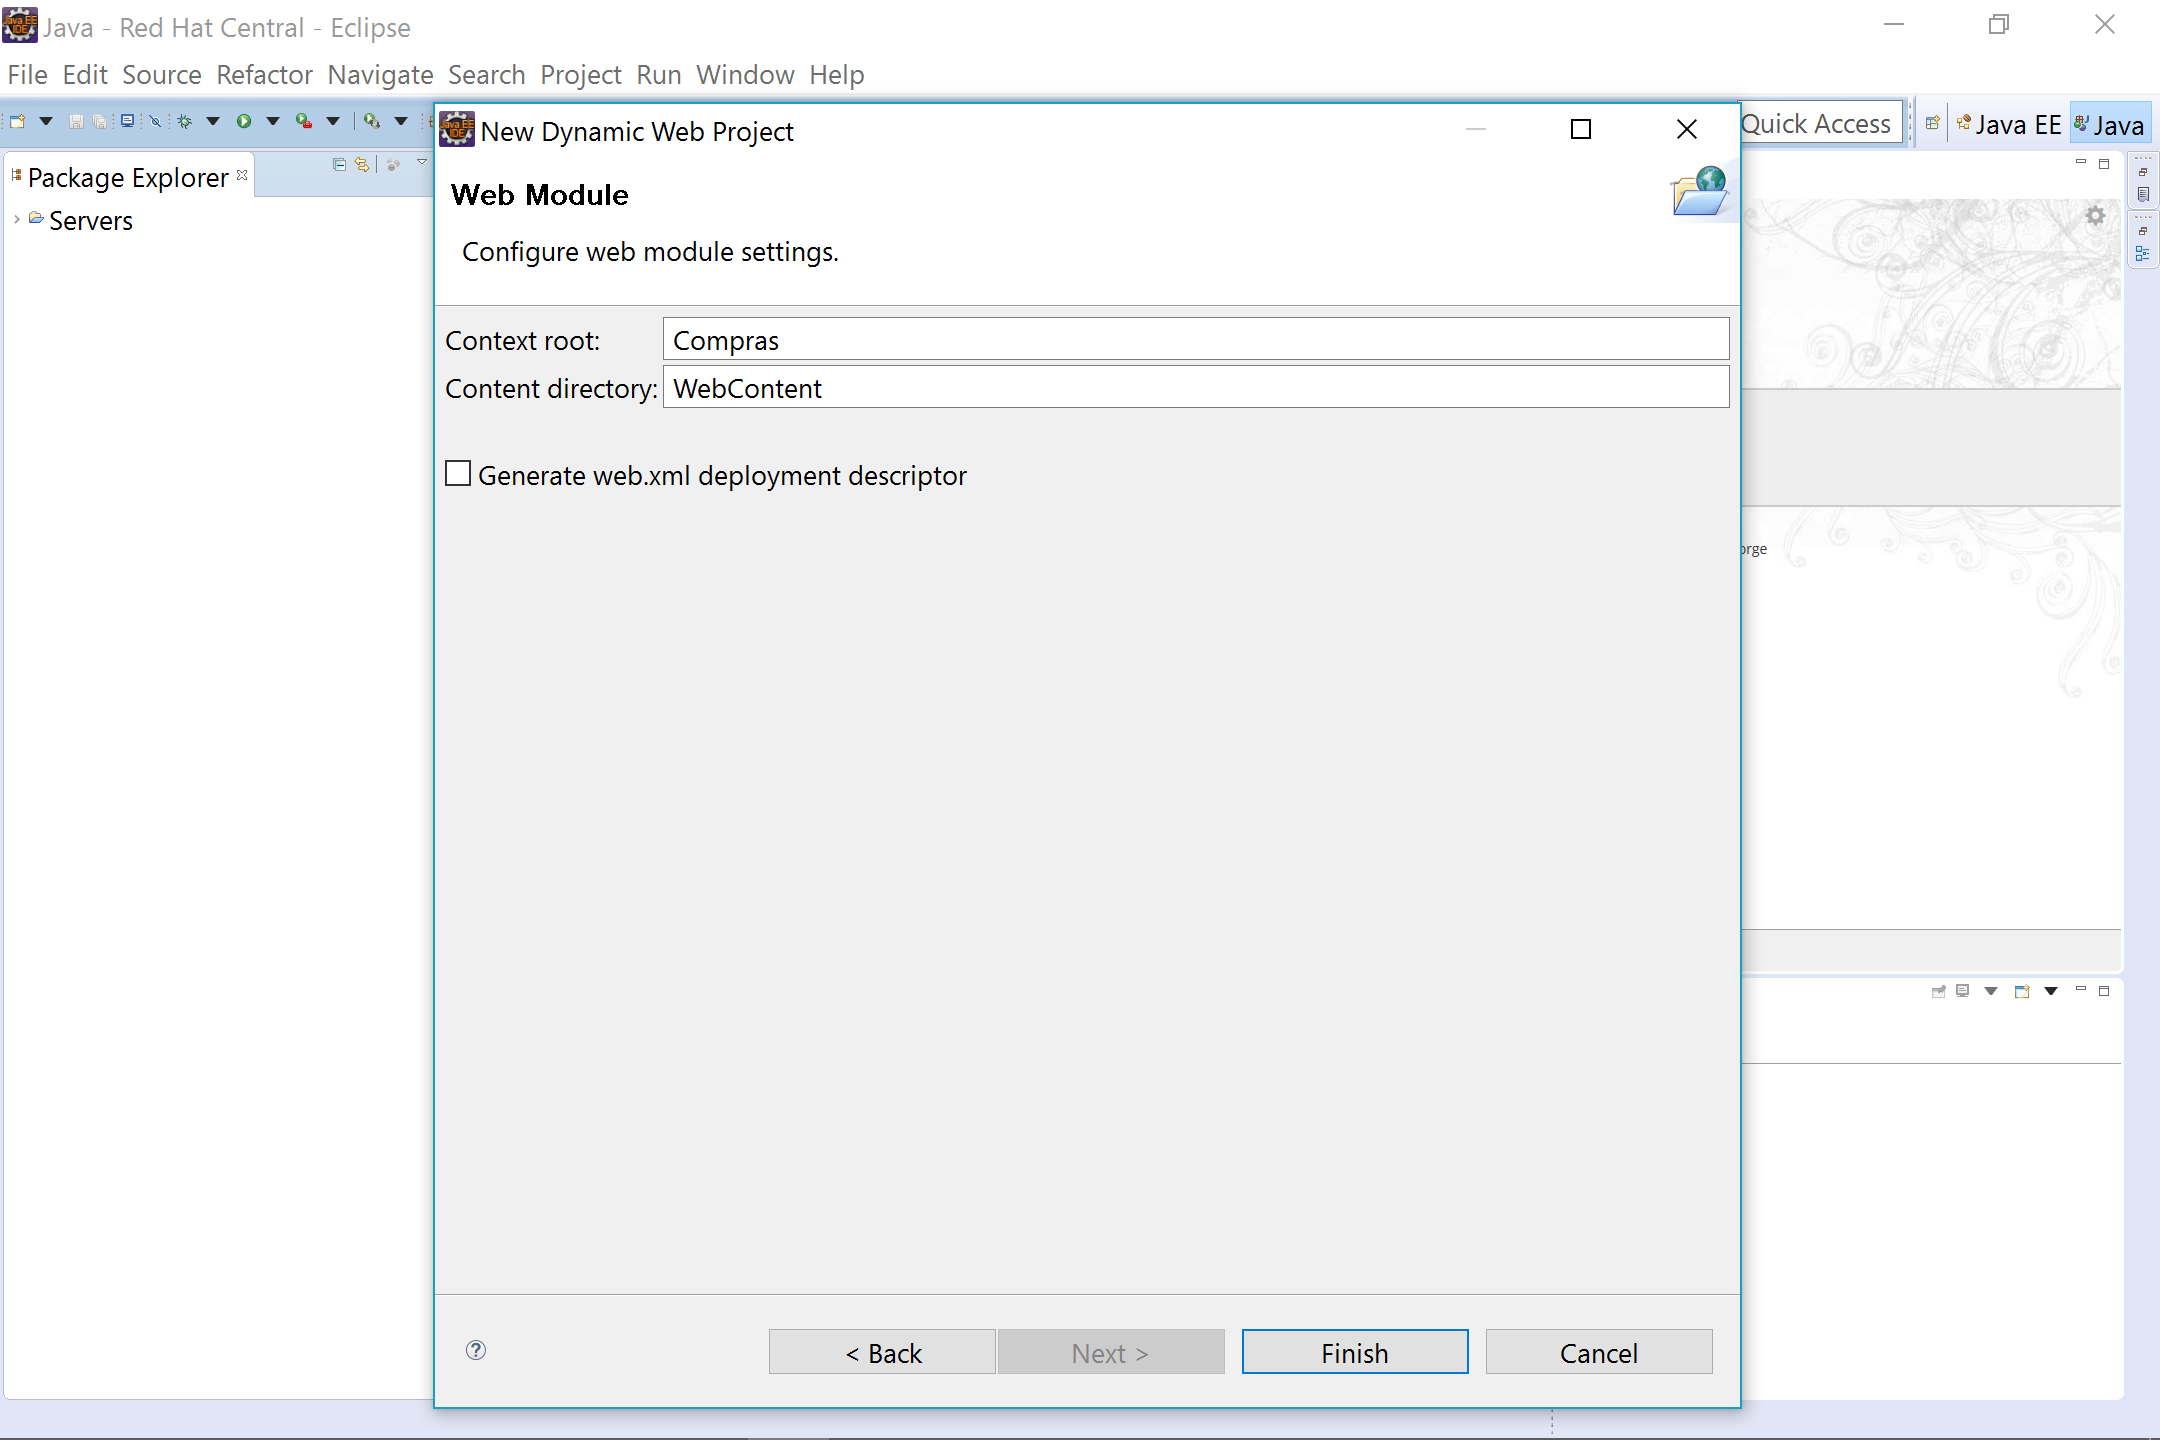 Java - Red Hat Central - Eclipse
File Edit Source Refactor Navigate Search Project Run Window Help
New Dynamic Web Project
Quick Access
Java EE
Java
Package Explorer
Servers
Web Module
Configure web module settings.
Context root: Compras
Content directory: WebContent
Generate web.xml deployment descriptor
orge
< Back
Next >
Finish
Cancel